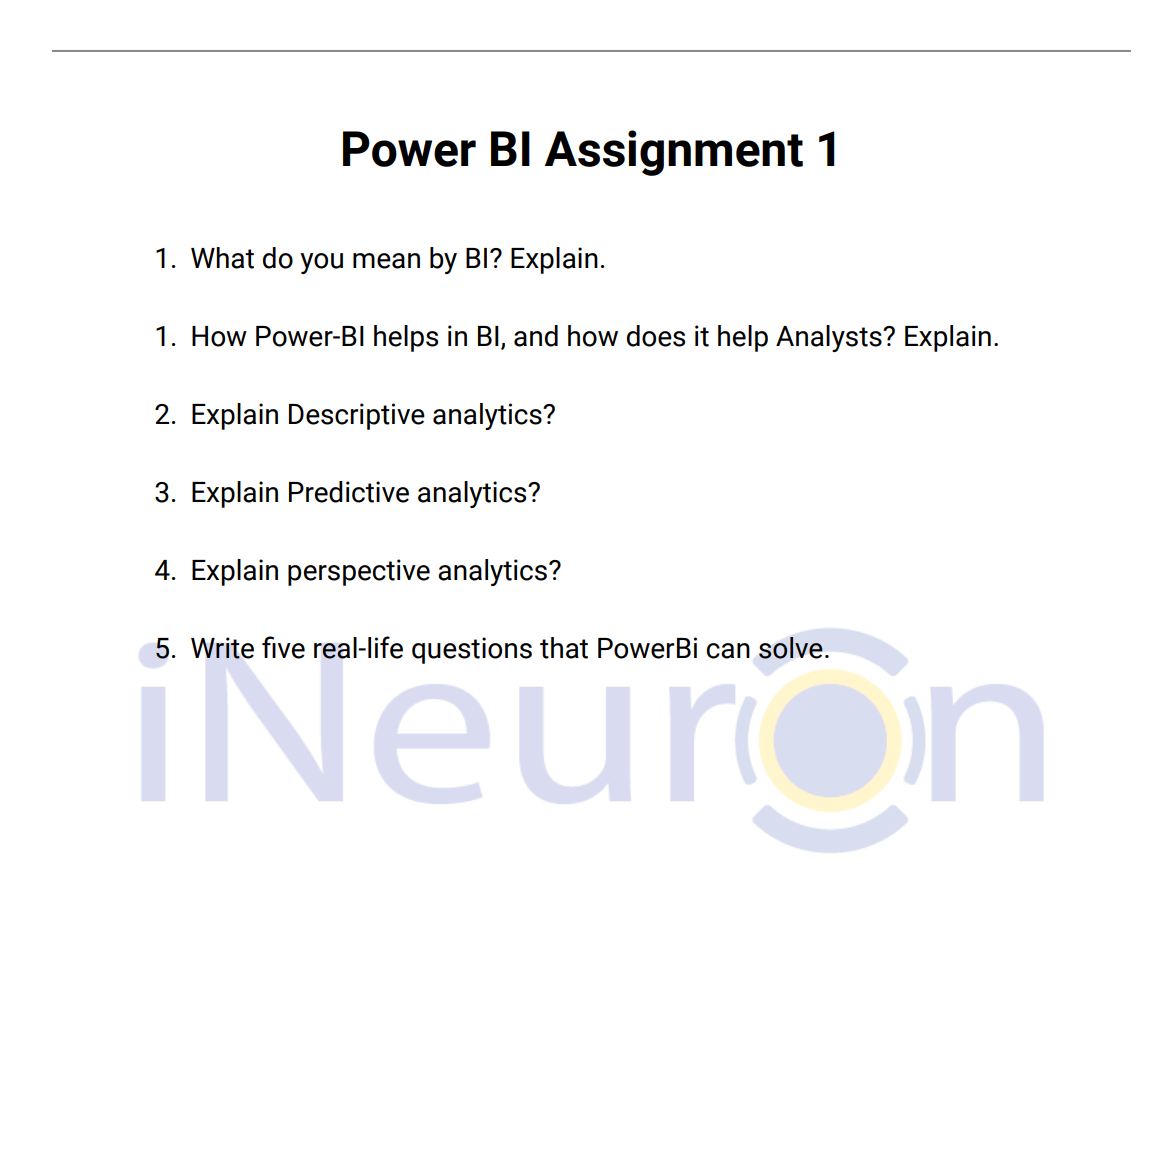 Power BI Assignment 1
1. What do you mean by BI? Explain.
1. How Power-BI helps in BI, and how does it help Analysts? Explain.
2. Explain Descriptive analytics?
3. Explain Predictive analytics?
4. Explain perspective analytics?
5. Write five real-life questions that PowerBi can solve.
iNeuron